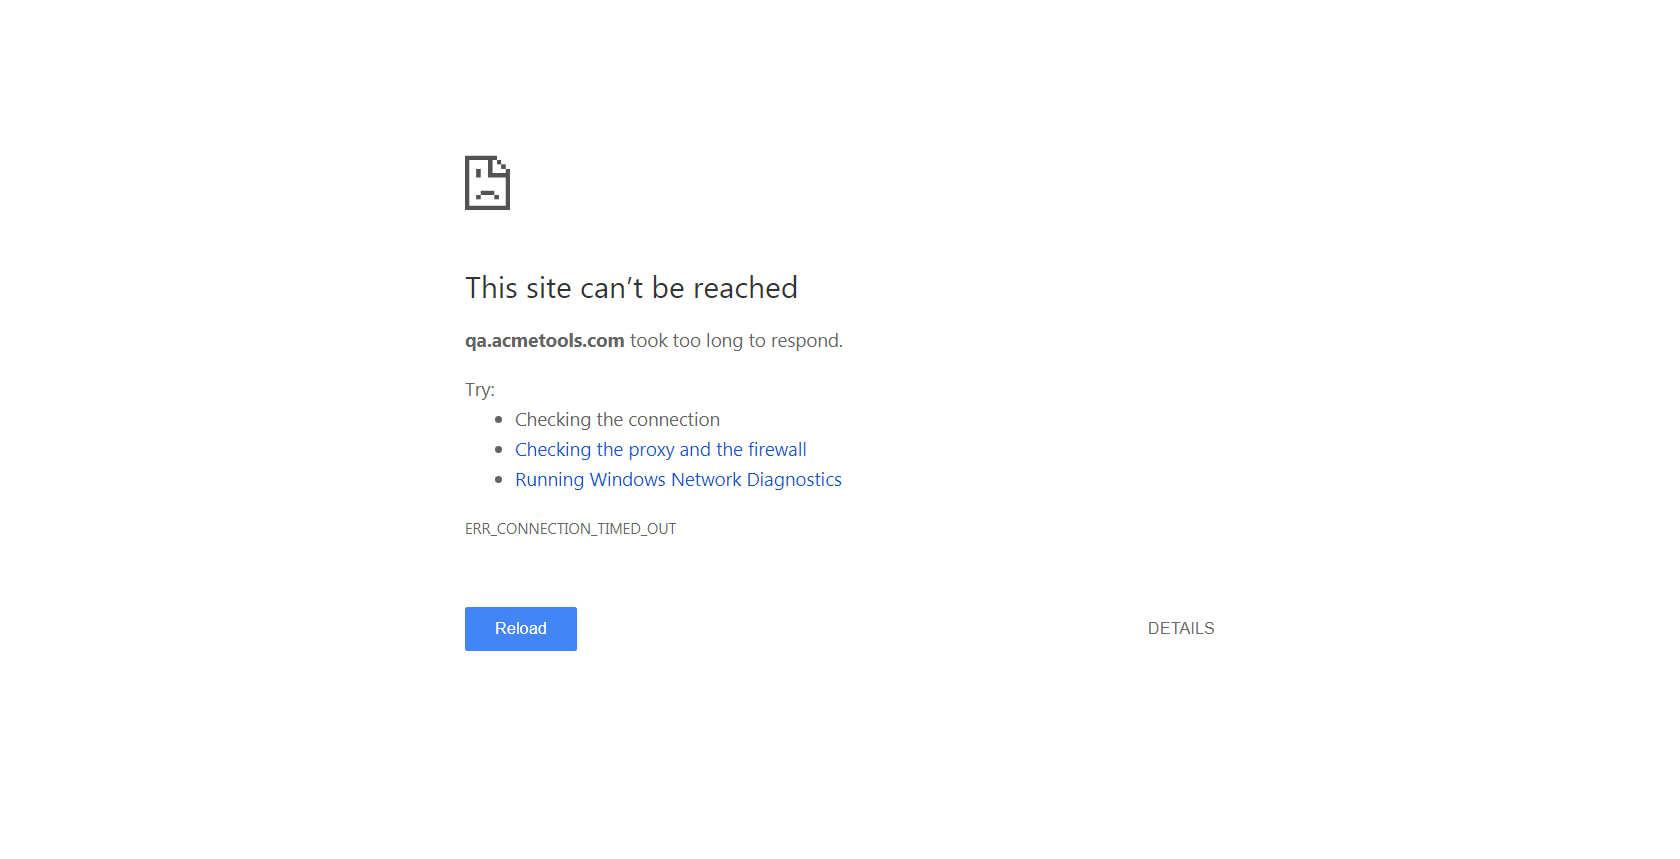 This site can’t be reached
qa.acmetools.com took too long to respond.
Try:
Checking the connection
Checking the proxy and the firewall
Running Windows Network Diagnostics
ERR_CONNECTION_TIMED_OUT
Reload
DETAILS